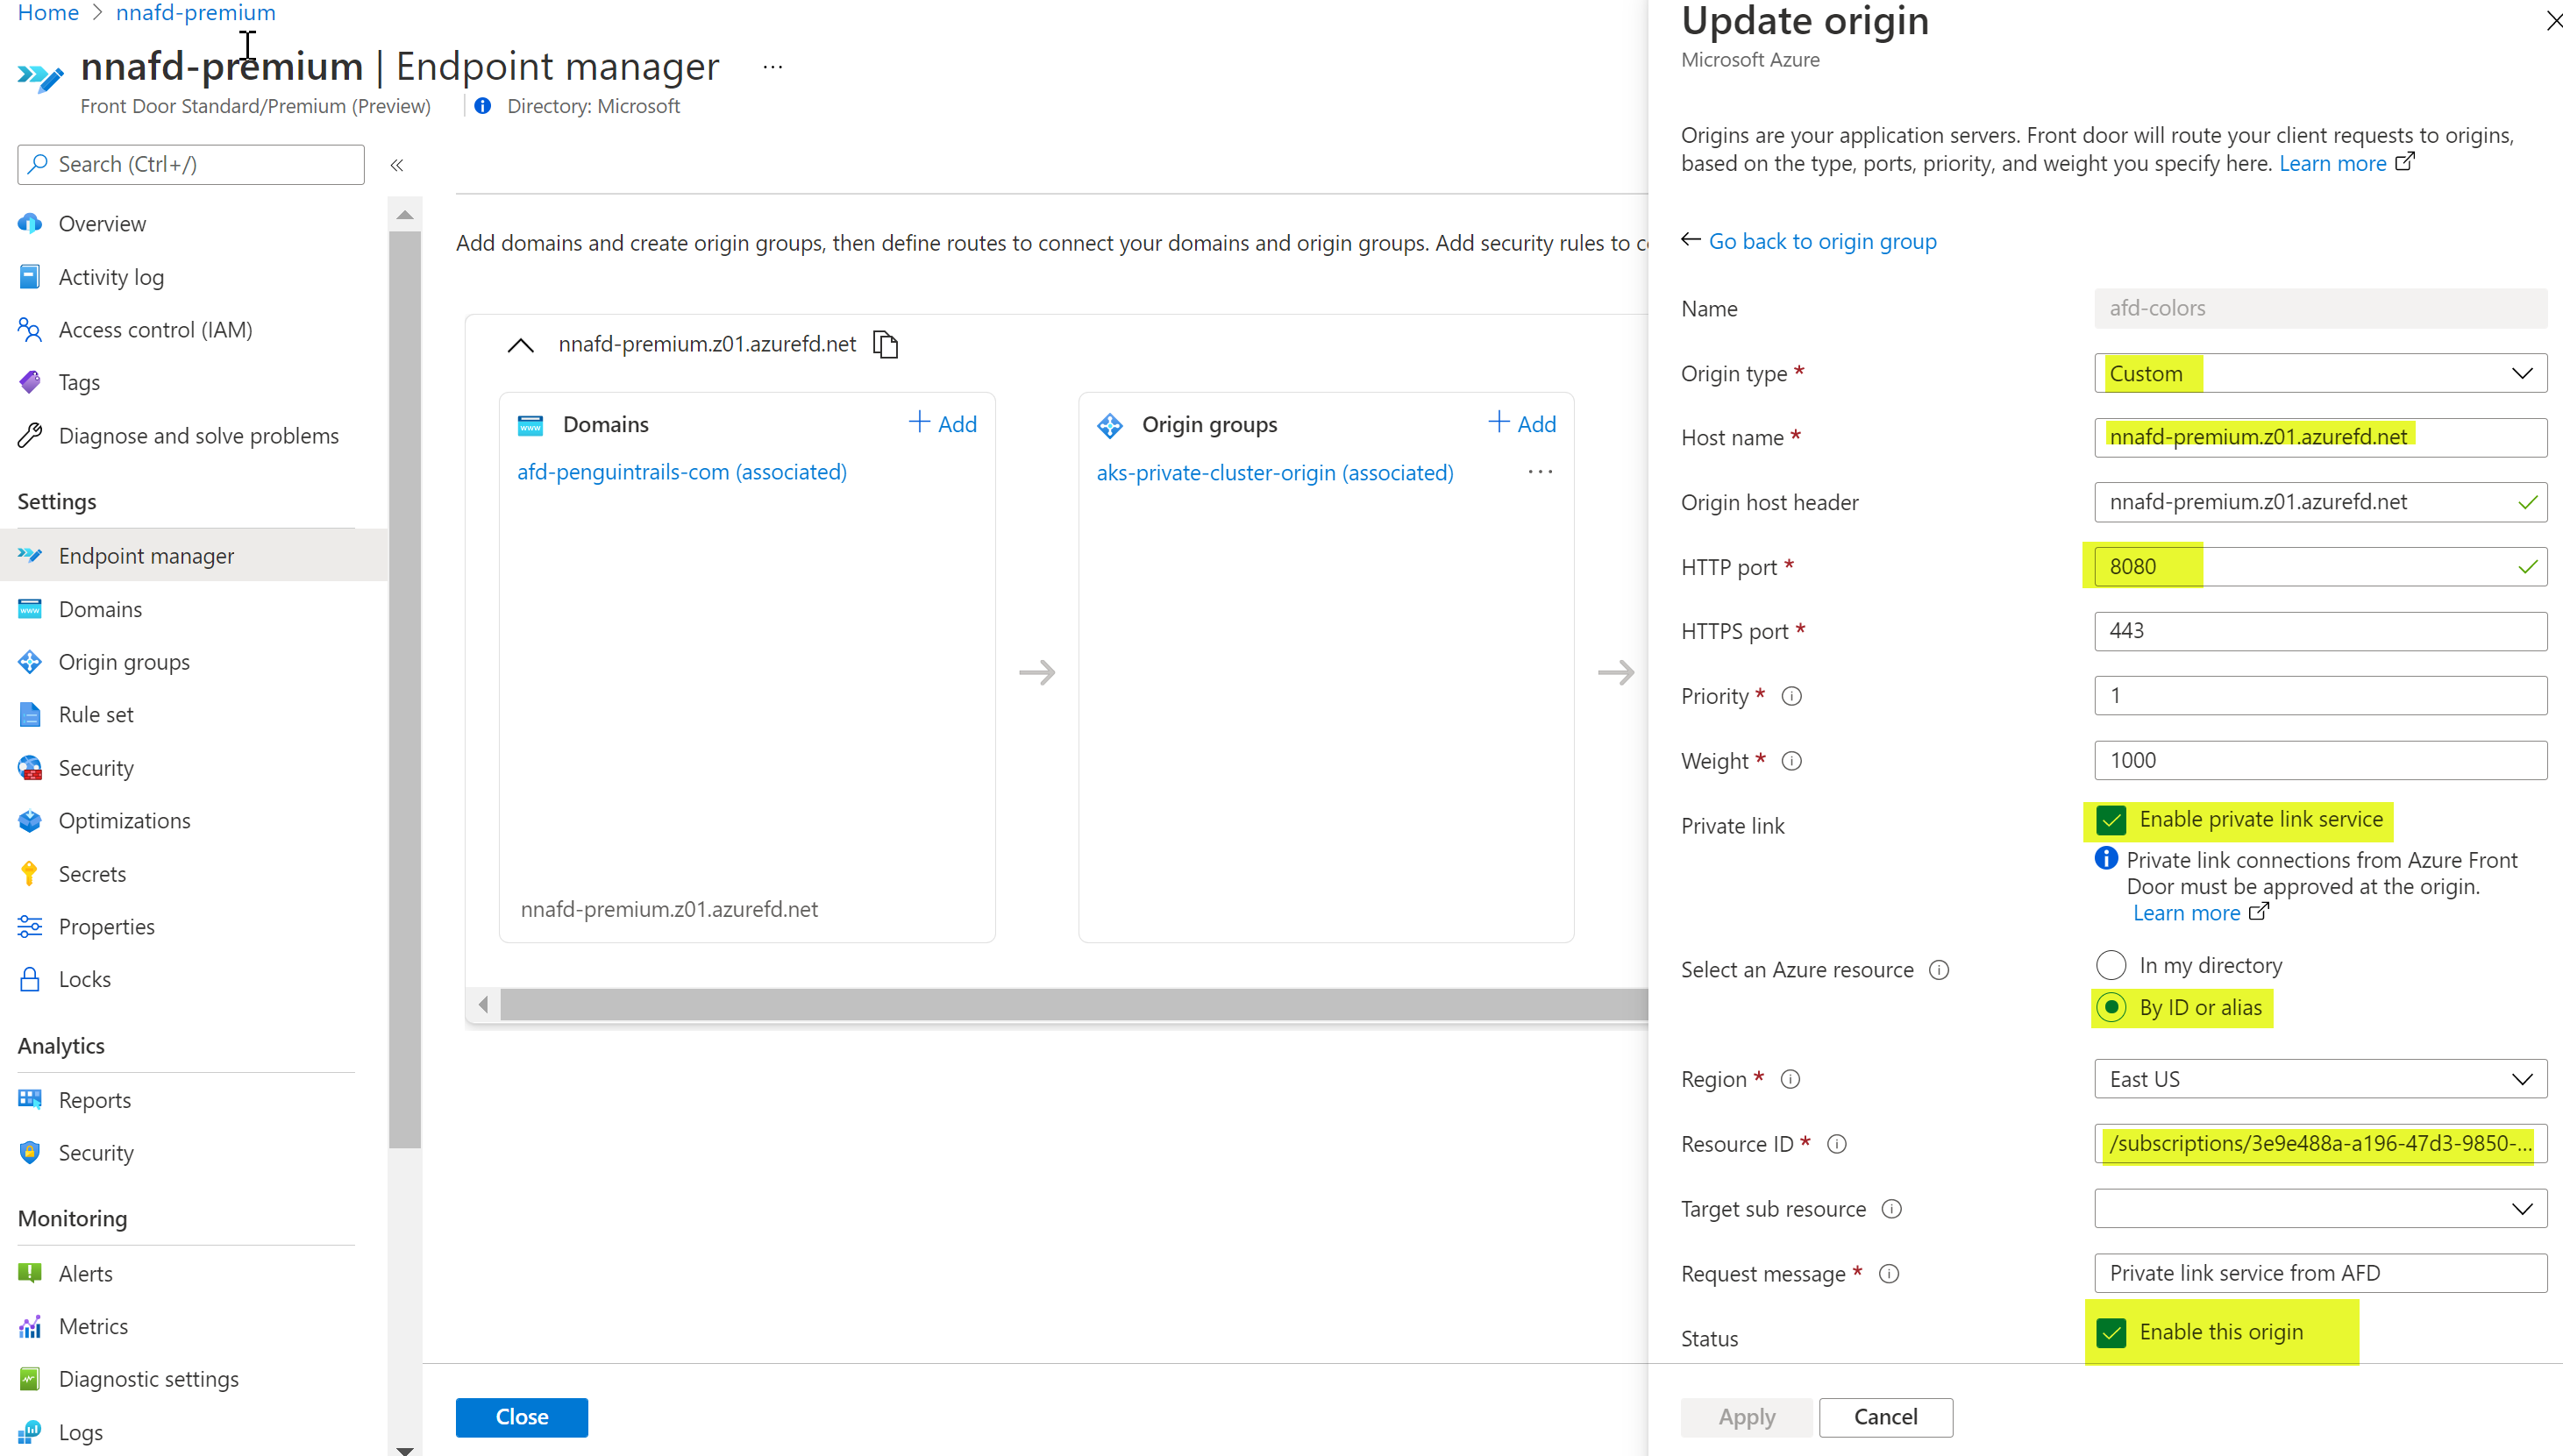 Home > nnafd-premium
nnafd-premium | Endpoint manager ...
Front Door Standard/Premium (Preview)
Directory: Microsoft
Search (Ctrl+/)
«
Overview
Activity log
Access control (IAM)
Tags
Diagnose and solve problems
Settings
Endpoint manager
Domains
Origin groups
Rule set
Security
Optimizations
Secrets
Properties
Locks
Analytics
Reports
Security
Monitoring
Alerts
Metrics
Diagnostic settings
Logs
Add domains and create origin groups, then define routes to connect your domains and origin groups. Add security rules to
nnafd-premium.z01.azurefd.net
Domains
+ Add
afd-penguintrails-com (associated)
nnafd-premium.z01.azurefd.net
Origin groups
+ Add
aks-private-cluster-origin (associated) ...
Close
Update origin
Microsoft Azure
Origins are your application servers. Front door will route your client requests to origins,
based on the type, ports, priority, and weight you specify here. Learn more
Go back to origin group
Name
afd-colors
Origin type *
Custom
Host name *
nnafd-premium.z01.azurefd.net
Origin host header
nnafd-premium.z01.azurefd.net
HTTP port *
8080
HTTPS port *
443
Priority *
1
Weight *
1000
Private link
Enable private link service
Private link connections from Azure Front
Door must be approved at the origin.
Learn more
Select an Azure resource
In my directory
By ID or alias
Region *
East US
Resource ID *
/subscriptions/3e9e488a-a196-47d3-9850-...
Target sub resource
Request message *
Private link service from AFD
Status
Enable this origin
Apply
Cancel